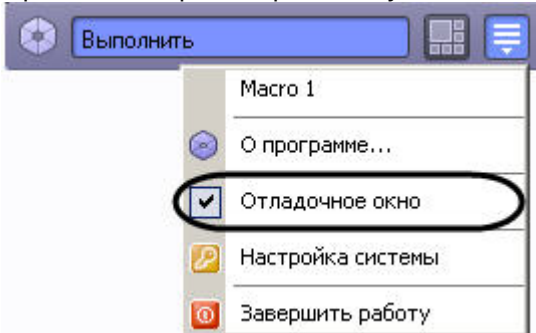 Выполнить
Macro 1
О программе...
Отладочное окно
Настройка системы
Завершить работу